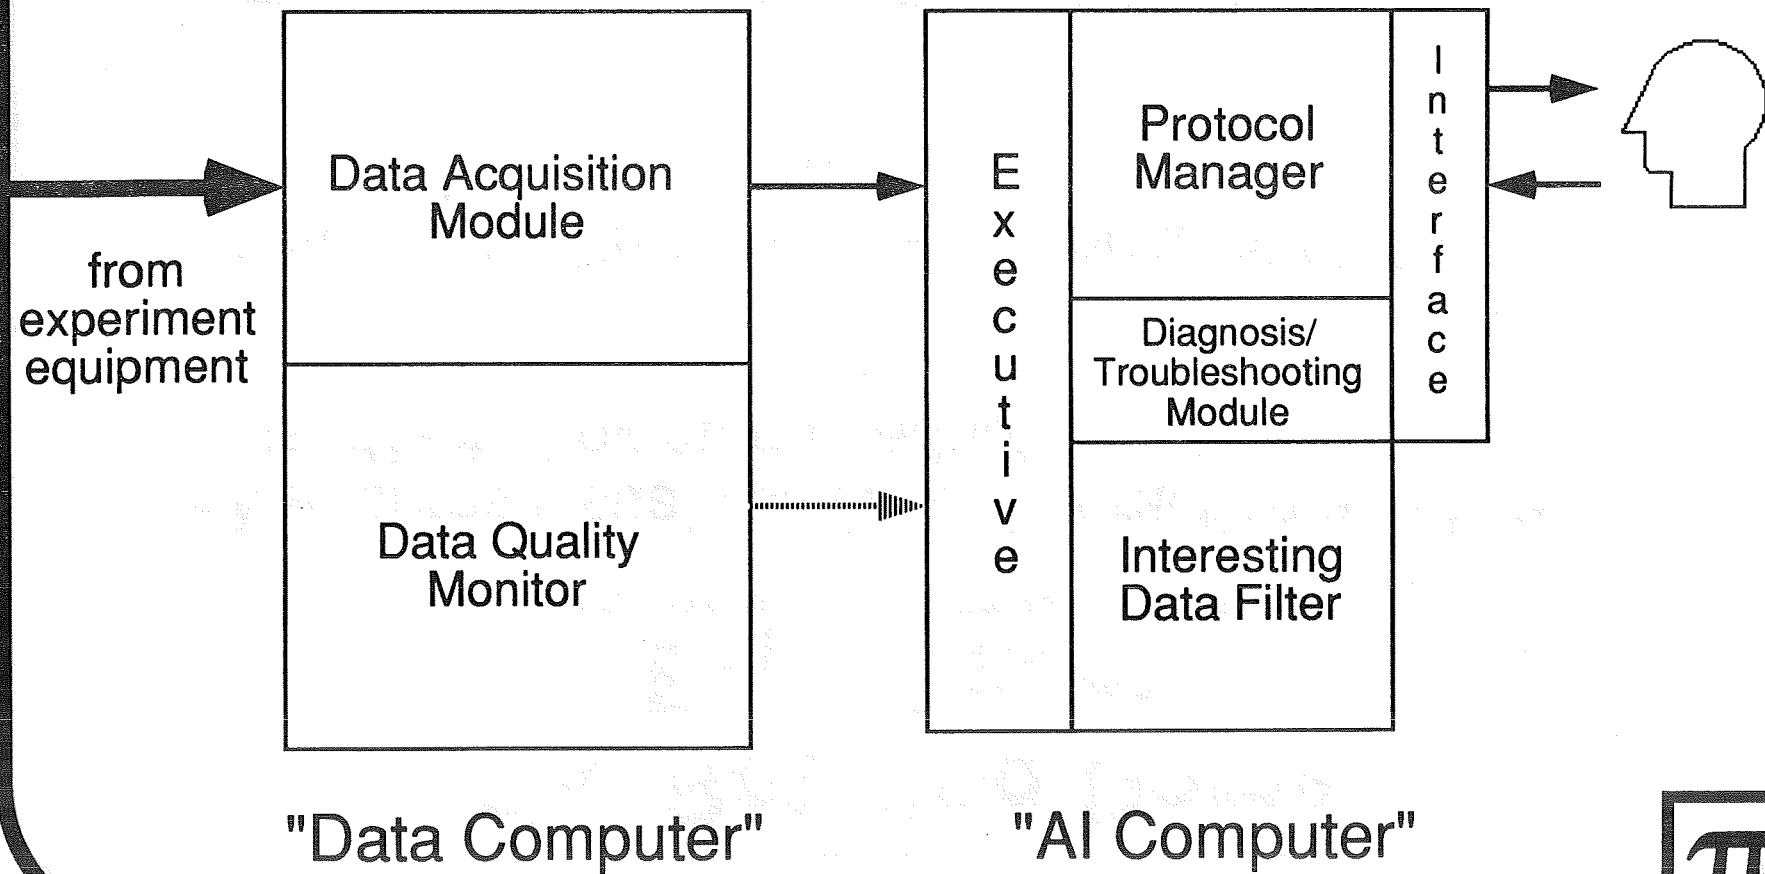 from
experiment
equipment
Data Acquisition
Module
Data Quality
Monitor
"Data Computer"
Executive
Protocol
Manager
Diagnosis/
Troubleshooting
Module
Interesting
Data Filter
Interface
"AI Computer"
π